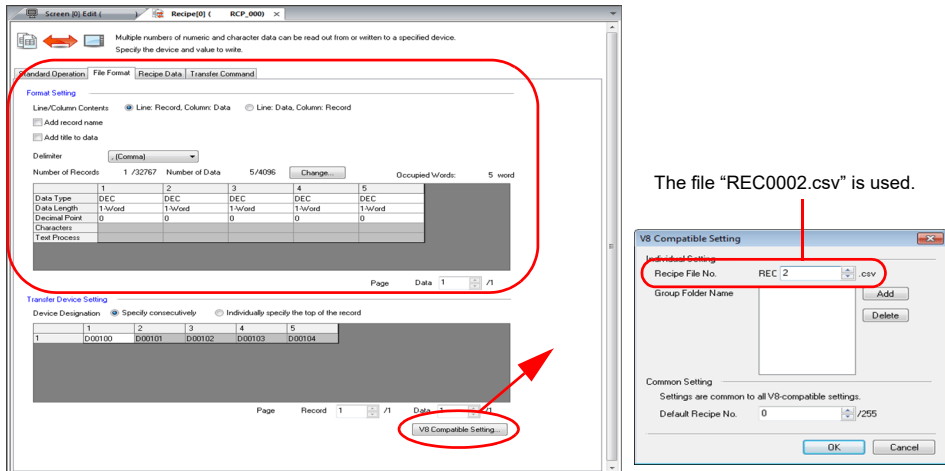 Screen [0] Edit ( ) Recipe[0] ( RCP_000) ×
Multiple numbers of numeric and character data can be read out from or written to a specified device.
Specify the device and value to write.
Standard Operation File Format Recipe Data Transfer Command
Format Setting
Line/Column Contents Line: Record, Column: Data Line: Data, Column: Record
Add record name
Add title to data
Delimiter , (Comma)
Number of Records 1 /32767 Number of Data 5/4096 Change... Occupied Words: 5 word
1 2 3 4 5
Data Type DEC DEC DEC DEC DEC
Data Length 1-Word 1-Word 1-Word 1-Word 1-Word
Decimal Point 0 0 0 0 0
Characters
Text Process
Page Data 1 /1
Transfer Device Setting
Device Designation Specify consecutively Individually specify the top of the record
1 2 3 4 5
1 D00100 D00101 D00102 D00103 D00104
Page Record 1 /1 Data 1 /1
V8 Compatible Setting...
The file “REC0002.csv” is used.
V8 Compatible Setting
Individual Setting
Recipe File No. REC 2 .csv
Group Folder Name Add
Delete
Common Setting
Settings are common to all V8-compatible settings.
Default Recipe No. 0 /255
OK Cancel